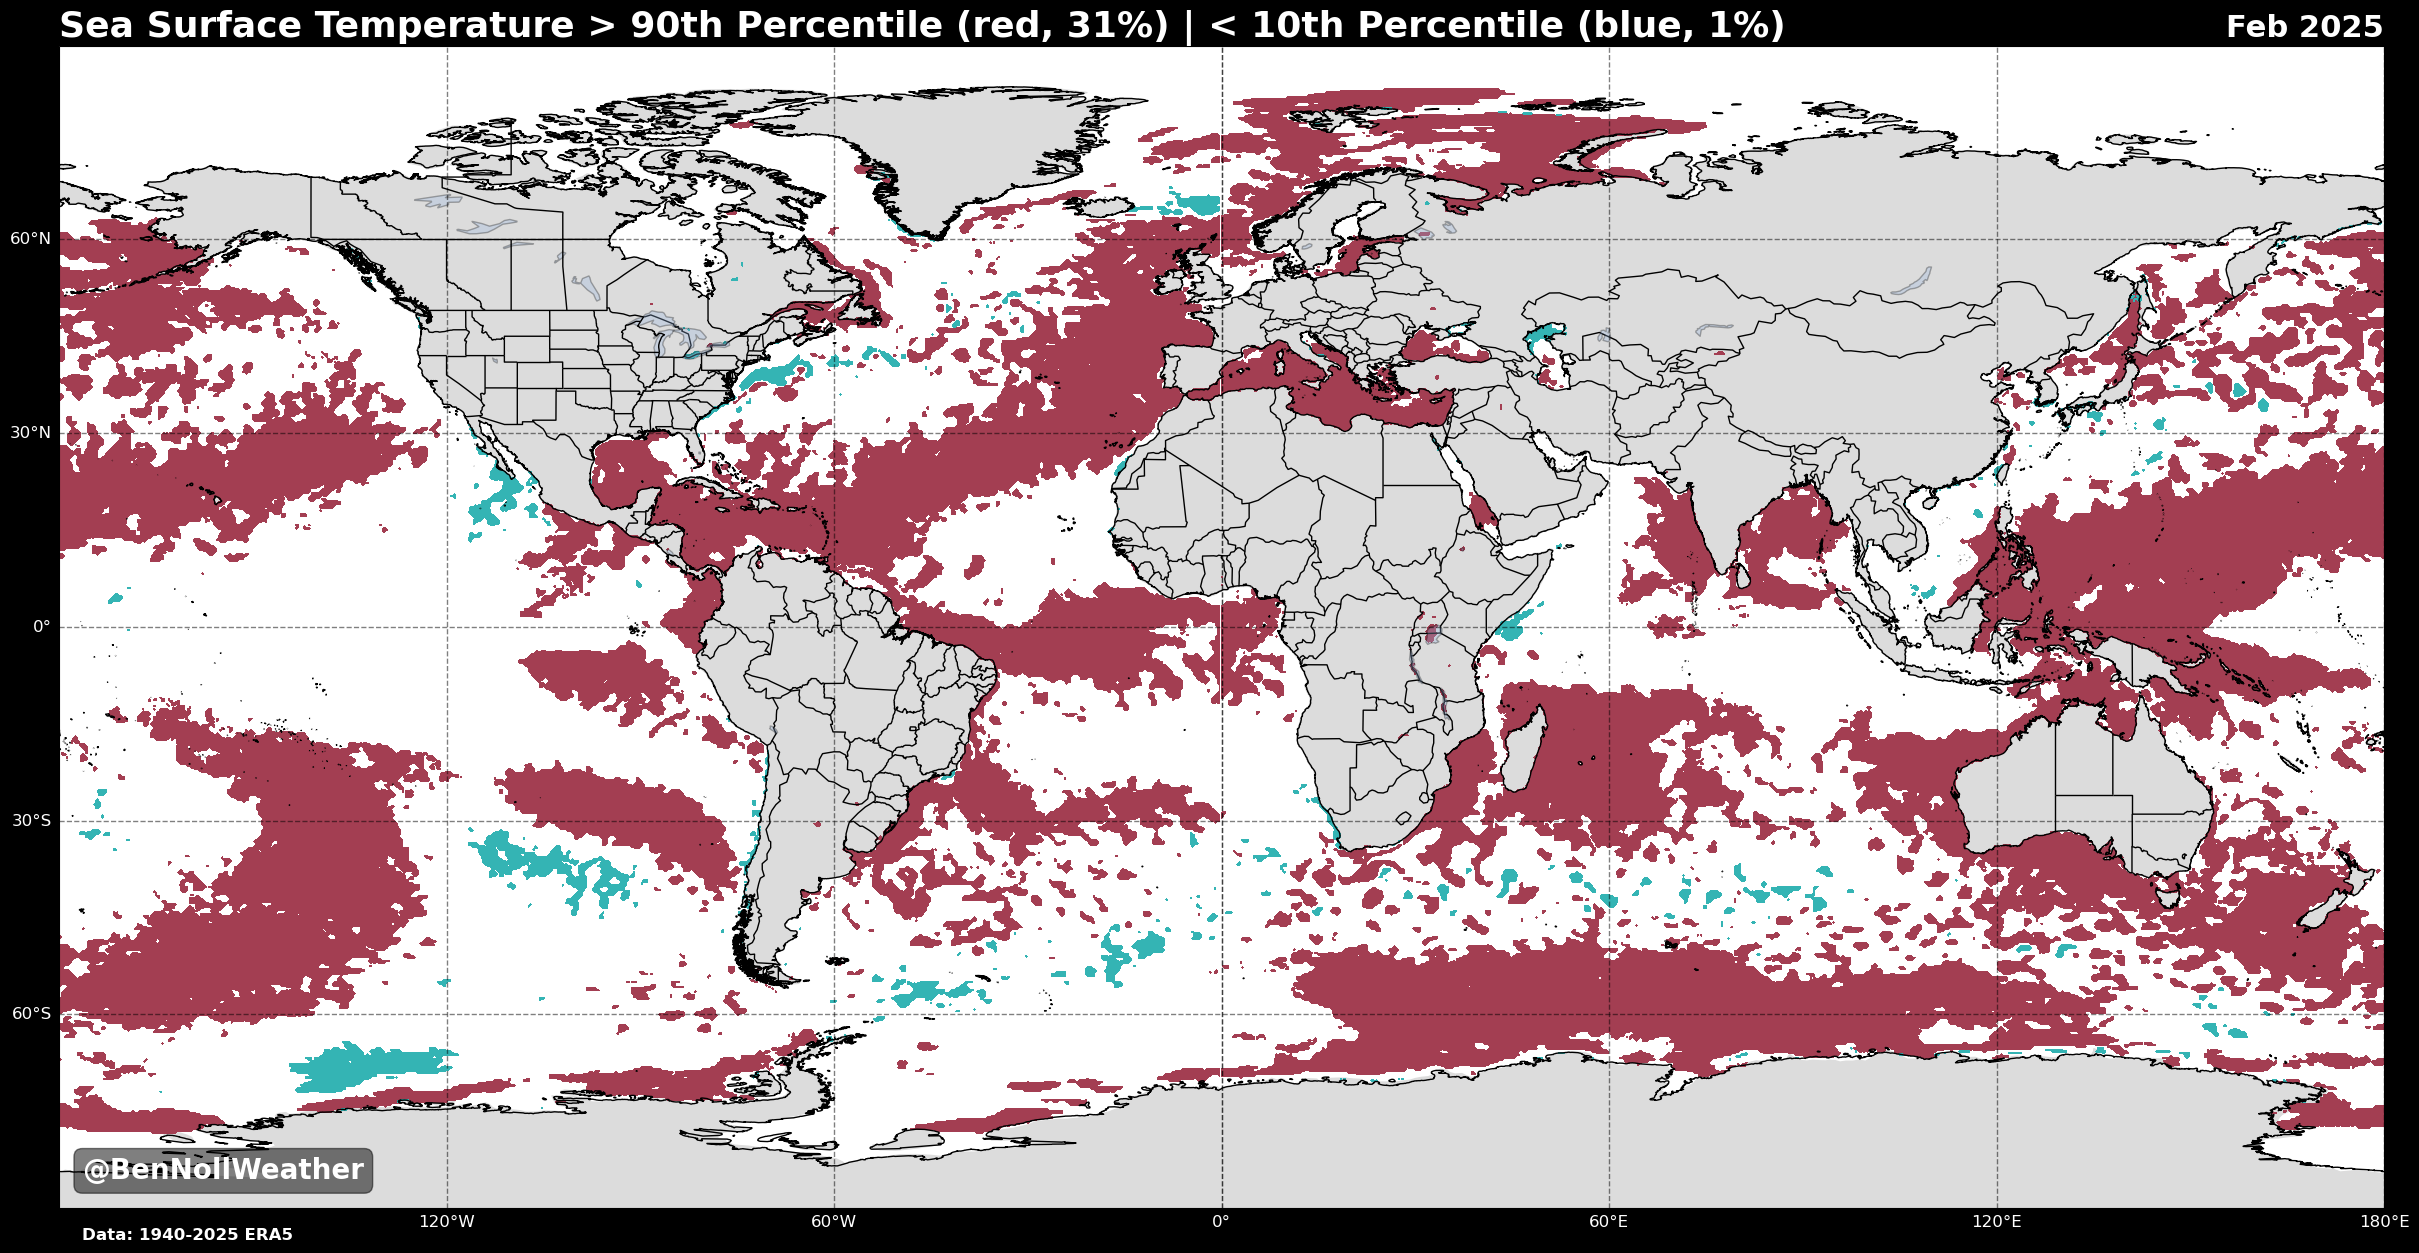 Sea Surface Temperature > 90th Percentile (red, 31%) | < 10th Percentile (blue, 1%)
Feb 2025
60°N
30°N
0°
30°S
60°S
@BenNollWeather
120°W
60°W
0°
60°E
120°E
180°E
Data: 1940-2025 ERA5